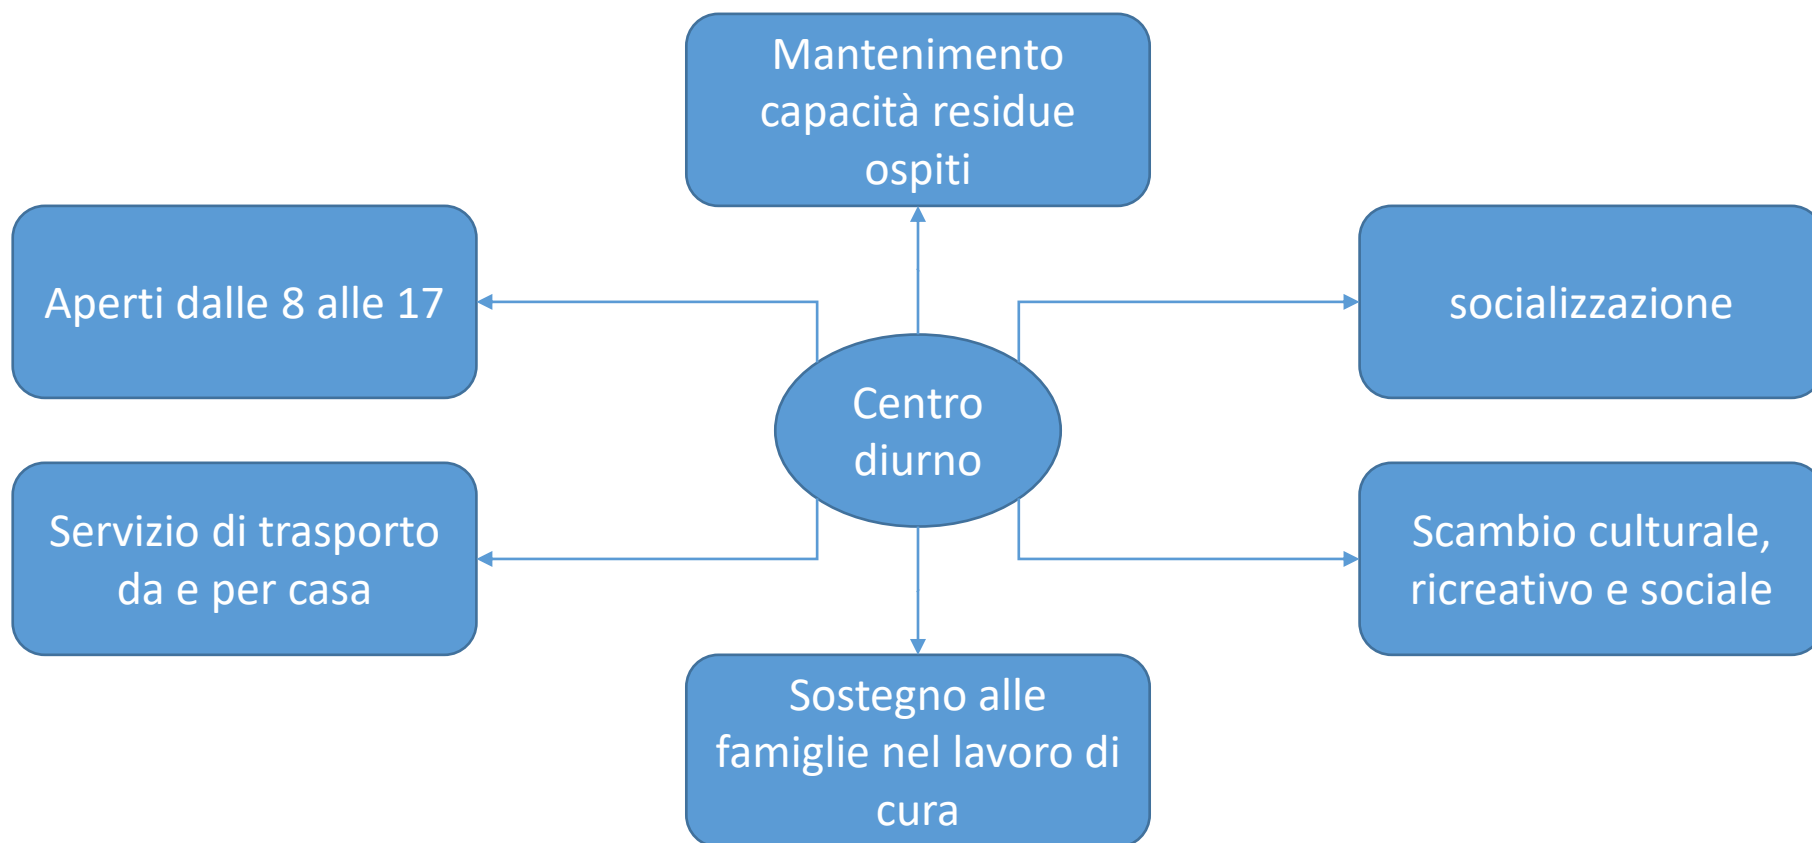 Mantenimento
capacità residue
ospiti
Aperti dalle 8 alle 17
socializzazione
Centro
diurno
Servizio di trasporto
da e per casa
Scambio culturale,
ricreativo e sociale
Sostegno alle
famiglie nel lavoro di
cura